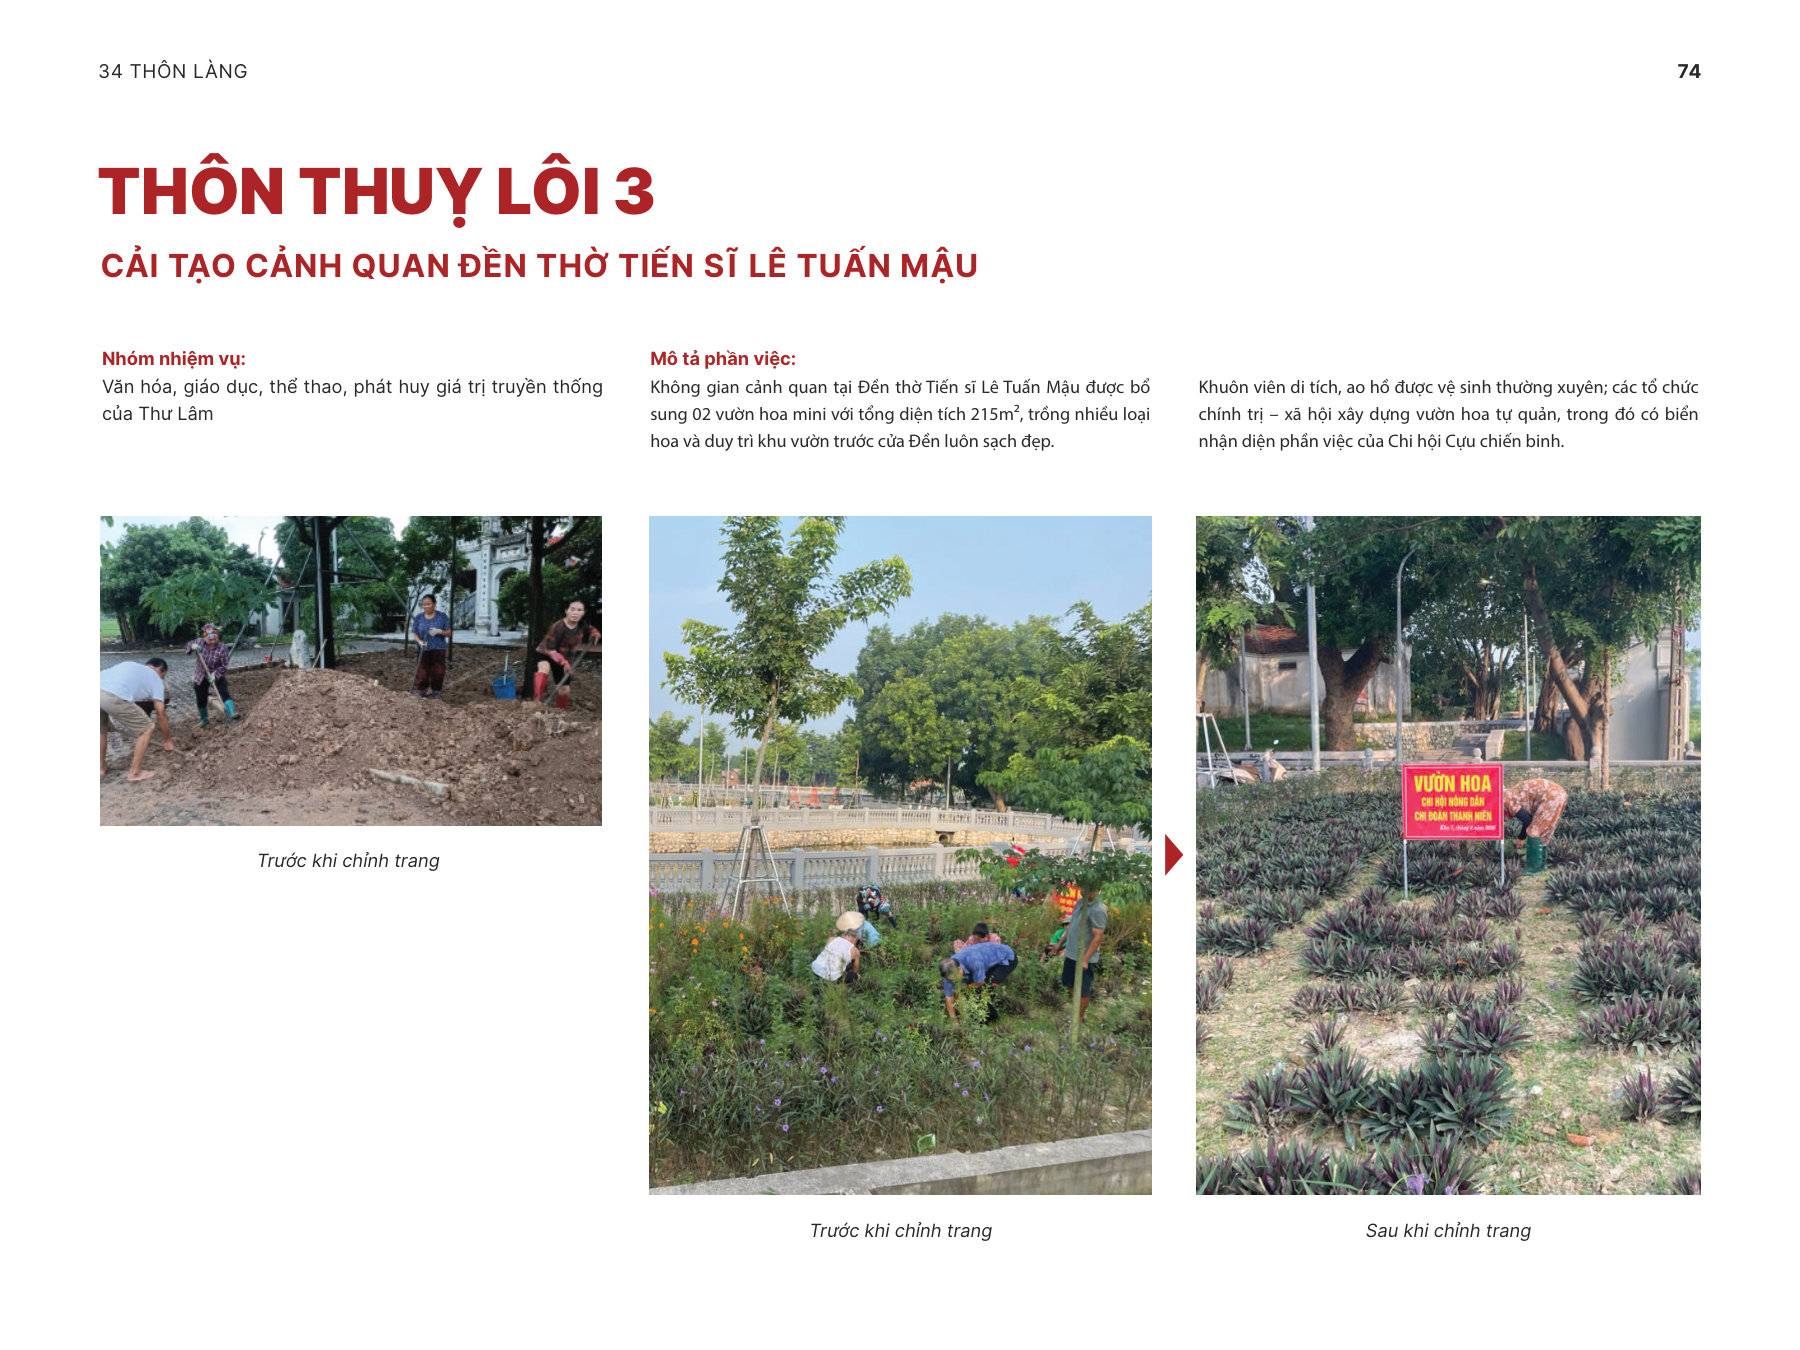 34 THÔN LÀNG
74
THÔN THUỴ LÔI 3
CẢI TẠO CẢNH QUAN ĐỀN THỜ TIẾN SĨ LÊ TUẤN MẬU
Nhóm nhiệm vụ:
Văn hóa, giáo dục, thể thao, phát huy giá trị truyền thống
của Thư Lâm
Mô tả phần việc:
Không gian cảnh quan tại Đền thờ Tiến sĩ Lê Tuấn Mậu được bổ
sung 02 vườn hoa mini với tổng diện tích 215m², trồng nhiều loại
hoa và duy trì khu vườn trước cửa Đền luôn sạch đẹp.
Khuôn viên di tích, ao hồ được vệ sinh thường xuyên; các tổ chức
chính trị – xã hội xây dựng vườn hoa tự quản, trong đó có biển
nhận diện phần việc của Chi hội Cựu chiến binh.
Trước khi chỉnh trang
VƯỜN HOA
CHI HỘI NÔNG DÂN
CHI ĐOÀN THANH NIÊN
Trước khi chỉnh trang
Sau khi chỉnh trang